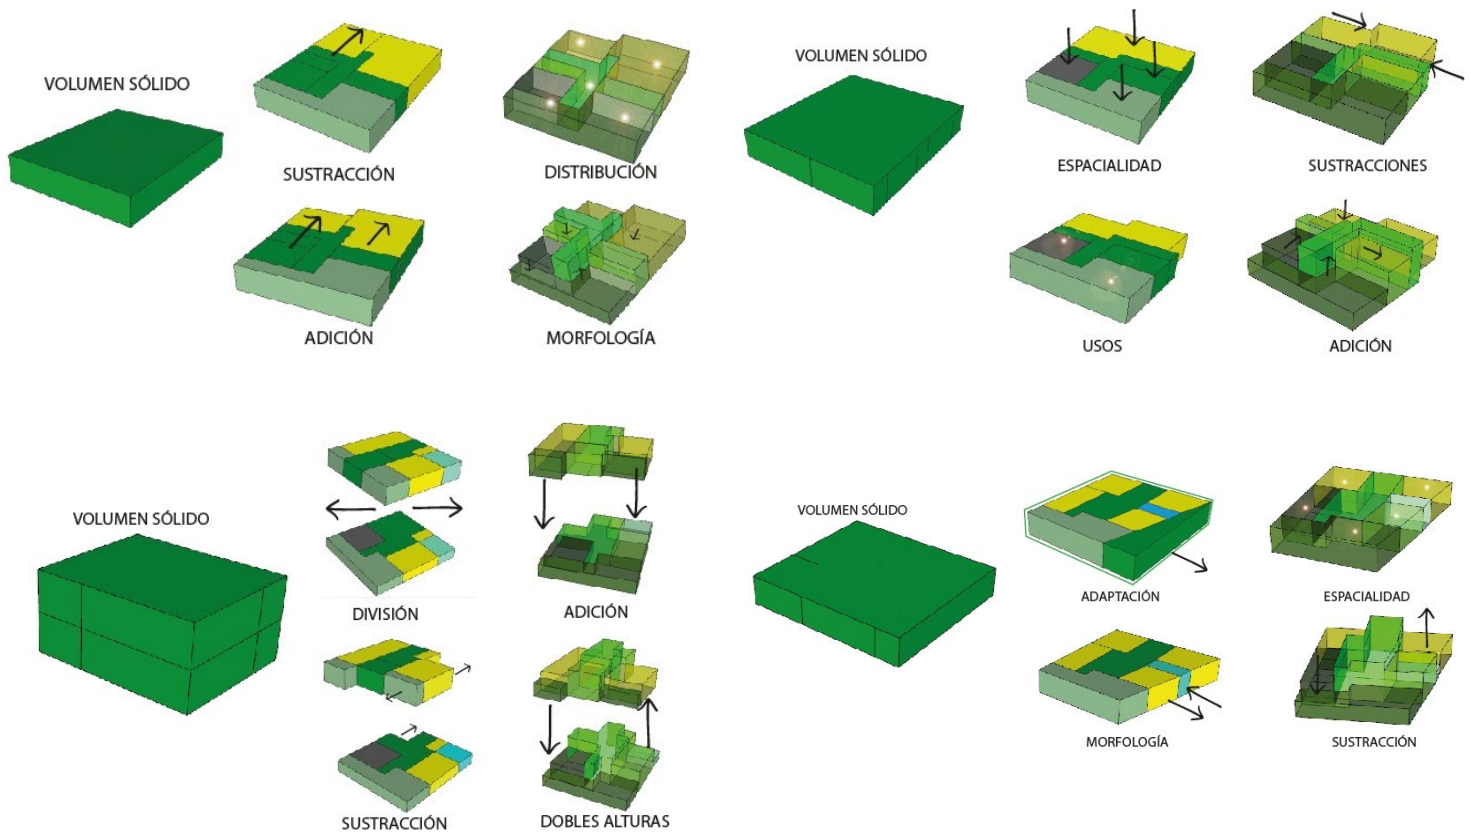 VOLUMEN SÓLIDO
SUSTRACCIÓN
DISTRIBUCIÓN
ADICIÓN
MORFOLOGÍA
VOLUMEN SÓLIDO
ESPACIALIDAD
SUSTRACCIONES
USOS
ADICIÓN
VOLUMEN SÓLIDO
DIVISIÓN
ADICIÓN
SUSTRACCIÓN
DOBLES ALTURAS
VOLUMEN SÓLIDO
ADAPTACIÓN
ESPACIALIDAD
MORFOLOGÍA
SUSTRACCIÓN